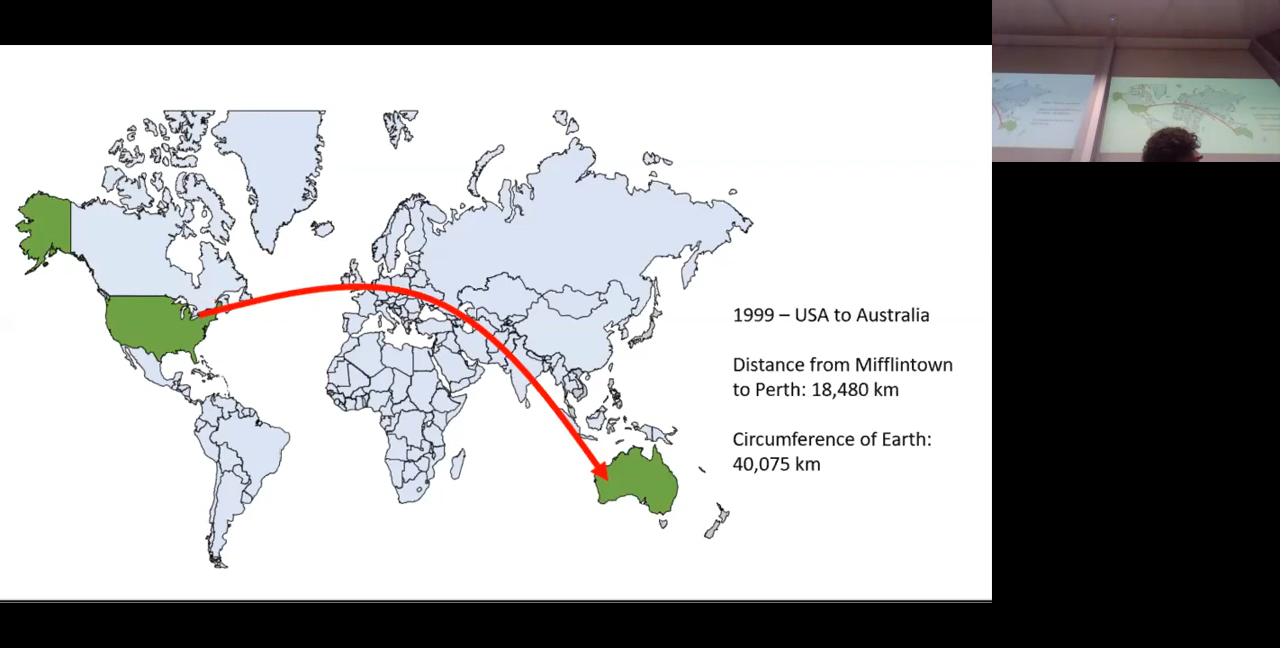 1999 – USA to Australia
Distance from Mifflintown
to Perth: 18,480 km
Circumference of Earth:
40,075 km